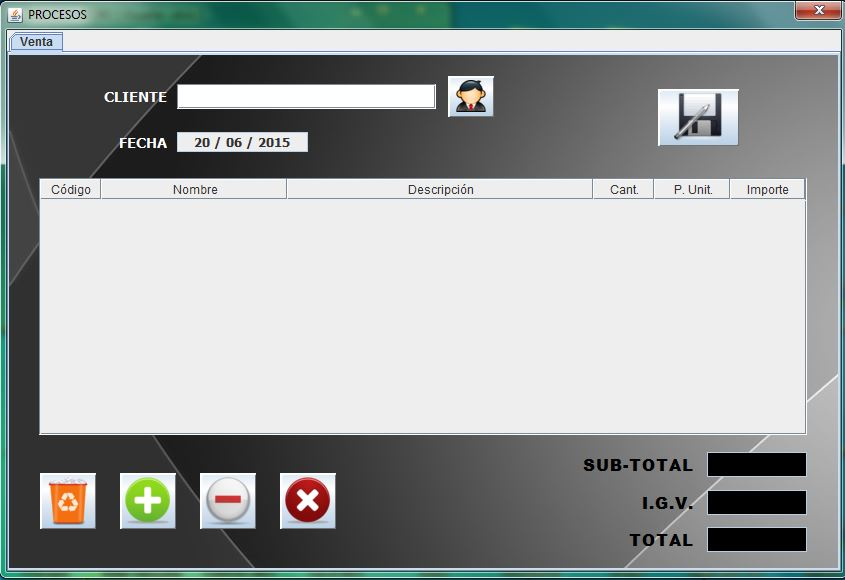 PROCESOS
Venta
CLIENTE
FECHA 20 / 06 / 2015
Código Nombre Descripción Cant. P. Unit. Importe
SUB-TOTAL
I.G.V.
TOTAL